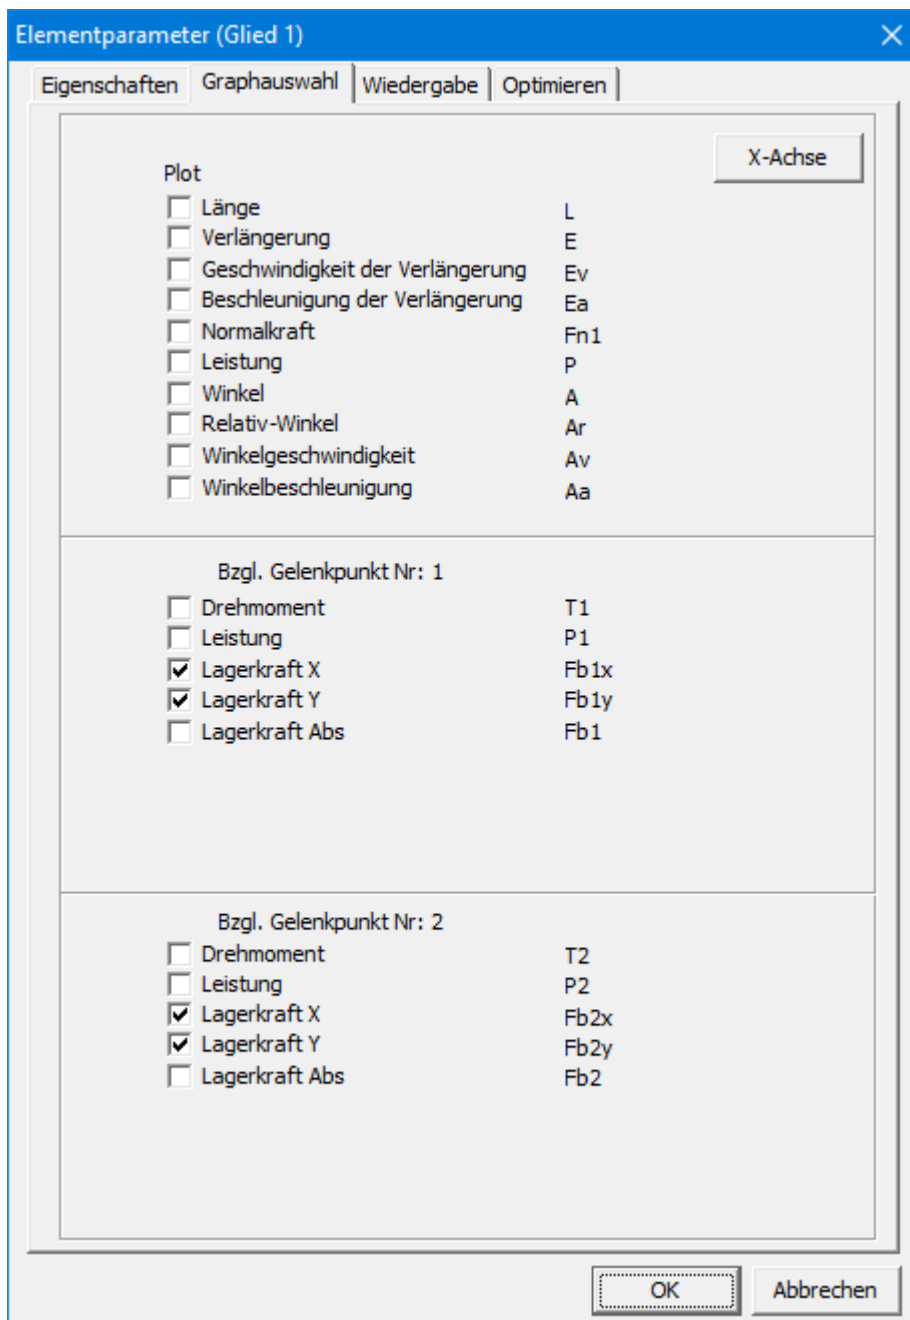 Elementparameter (Glied 1)
Eigenschaften Graphauswahl Wiedergabe Optimieren
X-Achse
Plot
Länge L
Verlängerung E
Geschwindigkeit der Verlängerung Ev
Beschleunigung der Verlängerung Ea
Normalkraft Fn1
Leistung P
Winkel A
Relativ-Winkel Ar
Winkelgeschwindigkeit Av
Winkelbeschleunigung Aa
Bzgl. Gelenkpunkt Nr: 1
Drehmoment T1
Leistung P1
Lagerkraft X Fb1x
Lagerkraft Y Fb1y
Lagerkraft Abs Fb1
Bzgl. Gelenkpunkt Nr: 2
Drehmoment T2
Leistung P2
Lagerkraft X Fb2x
Lagerkraft Y Fb2y
Lagerkraft Abs Fb2
OK Abbrechen